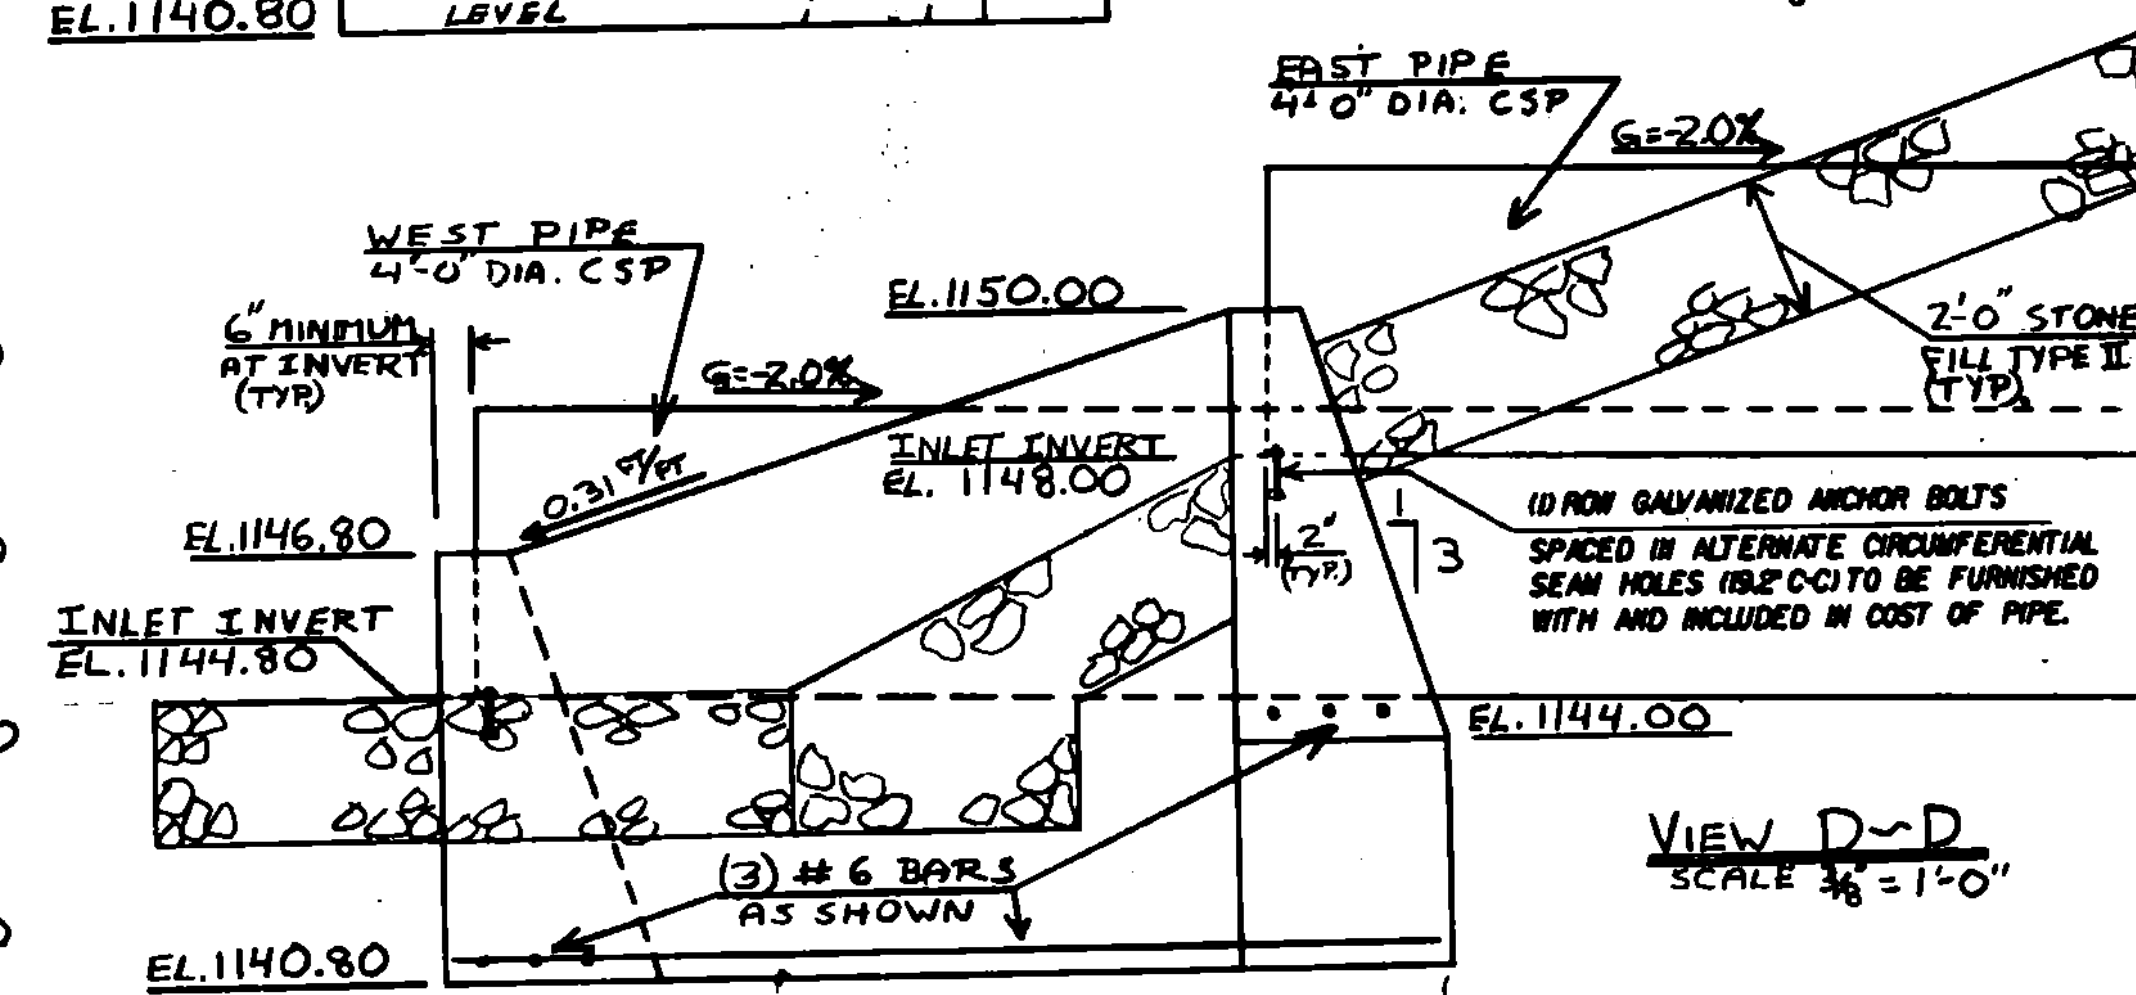 EL.1140.80
LEVEL
EAST PIPE
4'-0" DIA. CSP
G=-2.0%
WEST PIPE
4'-0" DIA. CSP
6" MINIMUM
AT INVERT
(TYP.)
G=-2.0%
EL.1150.00
2'-0" STONE
FILL TYPE II
(TYP).
0.31 FT/FT
INLET INVERT
EL. 1148.00
EL.1146.80
(1) ROW GALVANIZED ANCHOR BOLTS
SPACED IN ALTERNATE CIRCUMFERENTIAL
SEAM HOLES (19.2" C-C) TO BE FURNISHED
WITH AND INCLUDED IN COST OF PIPE.
1
3
2"
(TYP.)
INLET INVERT
EL.1144.80
EL.1144.00
(3) # 6 BARS
AS SHOWN
VIEW D~D
SCALE 3/8" = 1'-0"
EL.1140.80